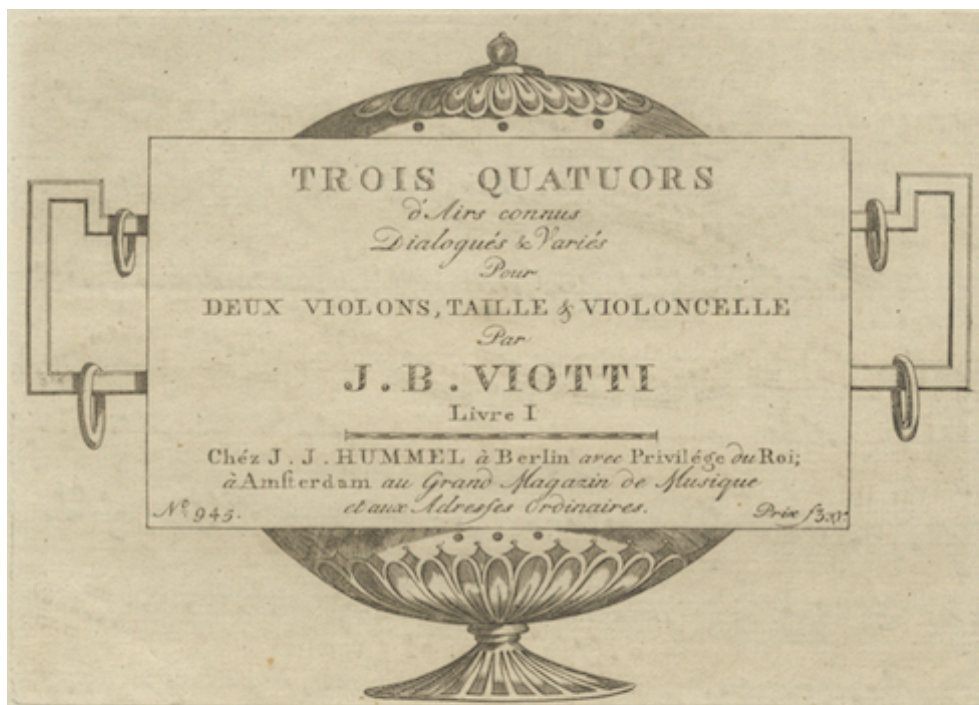 TROIS QUATUORS
d'Airs connus
Dialogués & Variés
Pour
DEUX VIOLONS, TAILLE & VIOLONCELLE
Par
J. B. VIOTTI
Livre I
Chéz J. J. HUMMEL à Berlin avec Privilége du Roi;
à Amſterdam au Grand Magazin de Musique
et aux Adreſses Ordinaires.
Nº 945.
Prix